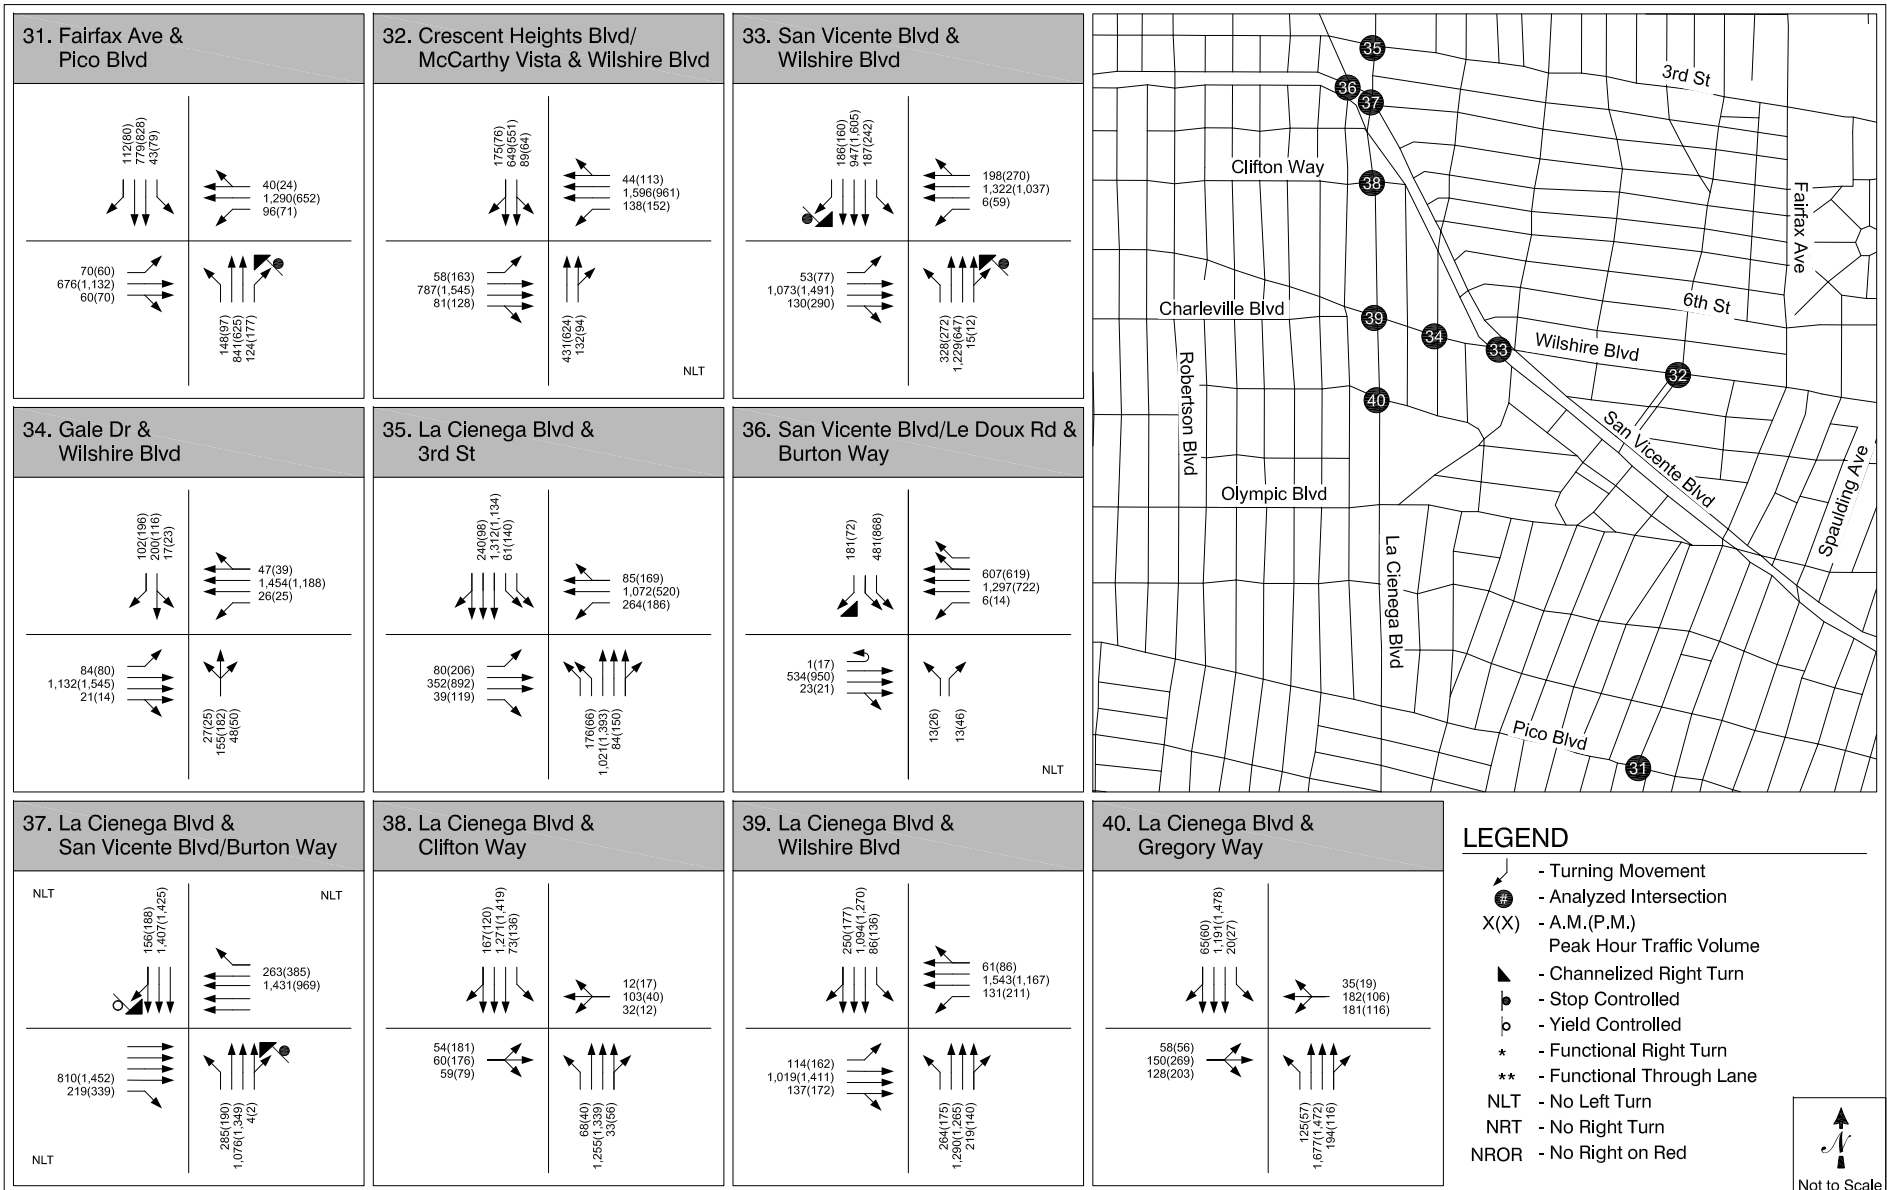 31. Fairfax Ave &
Pico Blvd
112(80)
779(828)
43(79)
40(24)
1,290(652)
96(71)
70(60)
676(1,132)
60(70)
148(97)
841(625)
124(177)
32. Crescent Heights Blvd/
McCarthy Vista & Wilshire Blvd
175(76)
649(551)
89(64)
44(113)
1,596(961)
138(152)
58(163)
787(1,545)
81(128)
431(624)
132(94)
NLT
33. San Vicente Blvd &
Wilshire Blvd
186(160)
947(1,605)
187(242)
198(270)
1,322(1,037)
6(59)
53(77)
1,073(1,491)
130(290)
328(272)
1,229(647)
15(12)
34. Gale Dr &
Wilshire Blvd
102(196)
200(116)
17(23)
47(39)
1,454(1,188)
26(25)
84(80)
1,132(1,545)
21(14)
27(25)
155(182)
48(50)
35. La Cienega Blvd &
3rd St
240(98)
1,312(1,134)
61(140)
85(169)
1,072(520)
264(186)
80(206)
352(892)
39(119)
176(66)
1,021(1,393)
84(150)
36. San Vicente Blvd/Le Doux Rd &
Burton Way
181(72)
481(868)
607(619)
1,297(722)
6(14)
1(17)
534(950)
23(21)
13(26)
13(46)
NLT
37. La Cienega Blvd &
San Vicente Blvd/Burton Way
NLT
NLT
156(188)
1,407(1,425)
263(385)
1,431(969)
810(1,452)
219(339)
285(190)
1,076(1,349)
4(2)
NLT
38. La Cienega Blvd &
Clifton Way
167(120)
1,271(1,419)
73(136)
12(17)
103(40)
32(12)
54(181)
60(176)
59(79)
68(40)
1,255(1,339)
33(56)
39. La Cienega Blvd &
Wilshire Blvd
250(177)
1,094(1,270)
86(136)
61(86)
1,543(1,167)
131(211)
114(162)
1,019(1,411)
137(172)
264(175)
1,290(1,265)
219(140)
40. La Cienega Blvd &
Gregory Way
65(60)
1,191(1,478)
20(27)
35(19)
182(106)
181(116)
58(56)
150(269)
128(203)
125(57)
1,677(1,472)
194(116)
35
3rd St
36
37
Clifton Way
38
Fairfax Ave
Charleville Blvd
39
34
33
6th St
Wilshire Blvd
32
Robertson Blvd
40
San Vicente Blvd
Olympic Blvd
Spaulding Ave
La Cienega Blvd
Pico Blvd
31
LEGEND
- Turning Movement
# - Analyzed Intersection
X(X) - A.M.(P.M.)
Peak Hour Traffic Volume
- Channelized Right Turn
- Stop Controlled
- Yield Controlled
* - Functional Right Turn
** - Functional Through Lane
NLT - No Left Turn
NRT - No Right Turn
NROR - No Right on Red
N
Not to Scale